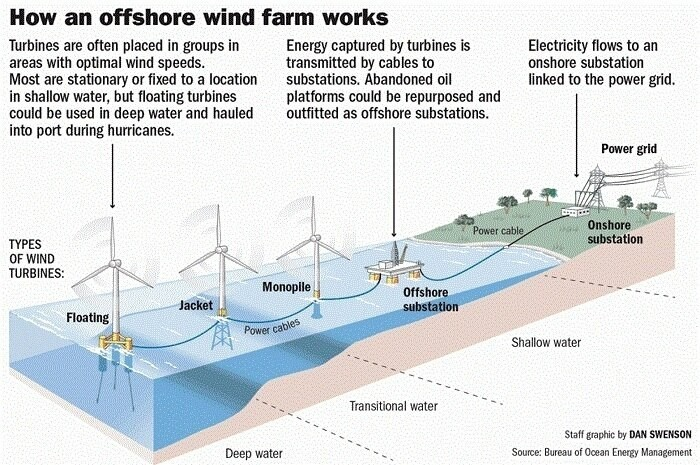 How an offshore wind farm works
Turbines are often placed in groups in
areas with optimal wind speeds.
Most are stationary or fixed to a location
in shallow water, but floating turbines
could be used in deep water and hauled
into port during hurricanes.
Energy captured by turbines is
transmitted by cables to
substations. Abandoned oil
platforms could be repurposed and
outfitted as offshore substations.
Electricity flows to an
onshore substation
linked to the power grid.
Power grid
TYPES
OF WIND
TURBINES:
Floating
Jacket
Monopile
Power cables
Offshore
substation
Power cable
Onshore
substation
Shallow water
Transitional water
Deep water
Staff graphic by DAN SWENSON
Source: Bureau of Ocean Energy Management